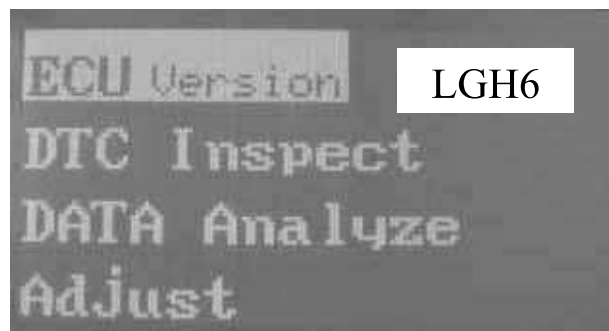 ECU Version
LGH6
DTC Inspect
DATA Analyze
Adjust